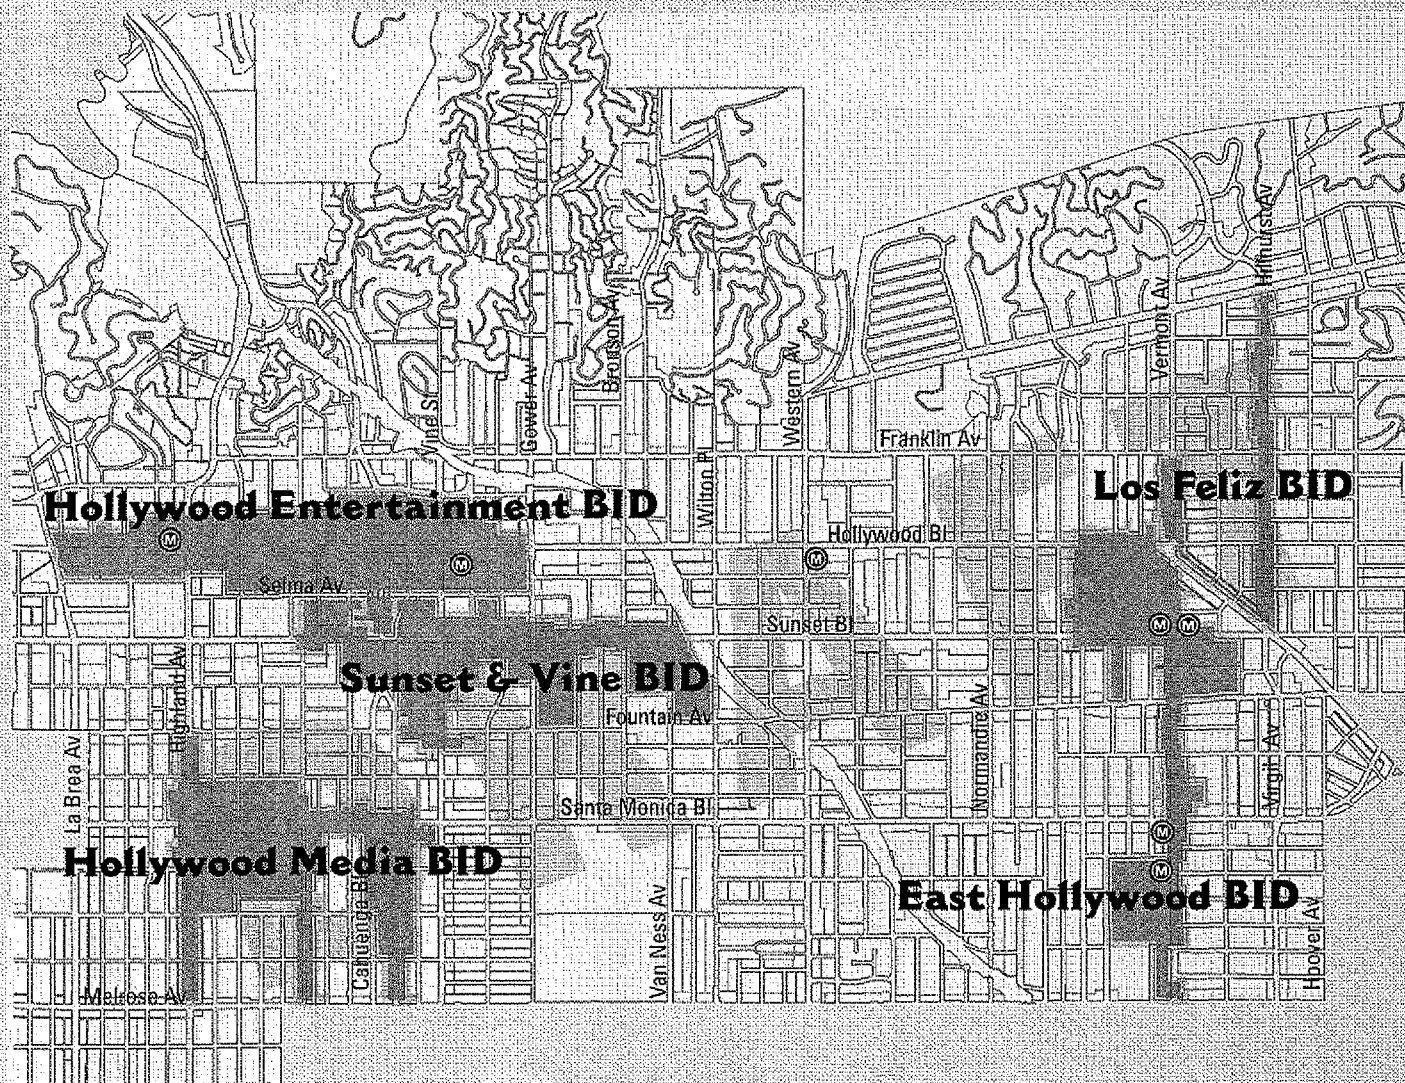 Hillhurst Av
Vermont Av
Bronson Av
Western Av
Gower Av
Vine St
Franklin Av
Wilton Pl
Los Feliz BID
Hollywood Entertainment BID
Hollywood Bl
M
M
M
Selma Av
Sunset Bl
M
M
Sunset & Vine BID
Highland Av
Fountain Av
Normandie Av
Virgil Av
La Brea Av
Santa Monica Bl
M
Hollywood Media BID
M
East Hollywood BID
Cahuenga Bl
Van Ness Av
Hoover Av
Melrose Av